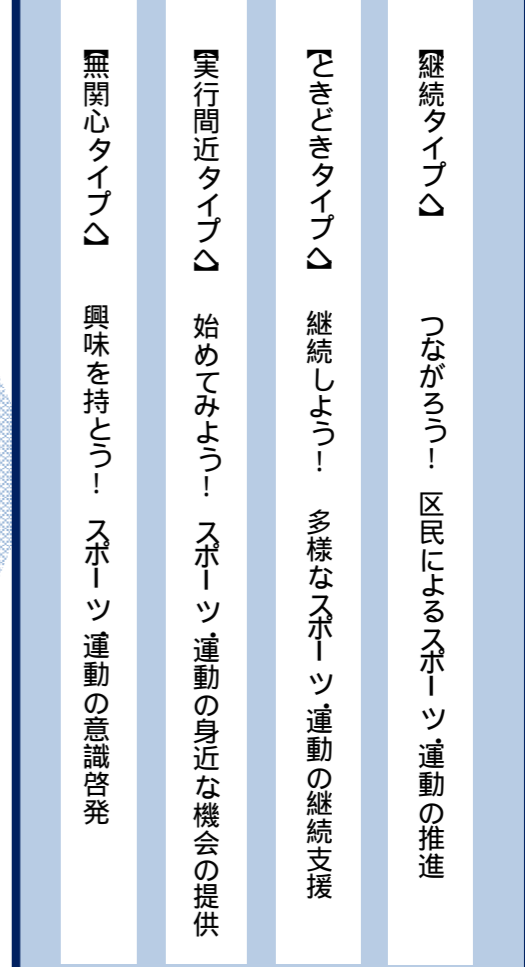 【継続タイプへ】 つながろう！ 区民によるスポーツ・運動の推進
【ときどきタイプへ】 継続しよう！ 多様なスポーツ・運動の継続支援
【実行間近タイプへ】 始めてみよう！ スポーツ・運動の身近な機会の提供
【無関心タイプへ】 興味を持とう！ スポーツ・運動の意識啓発